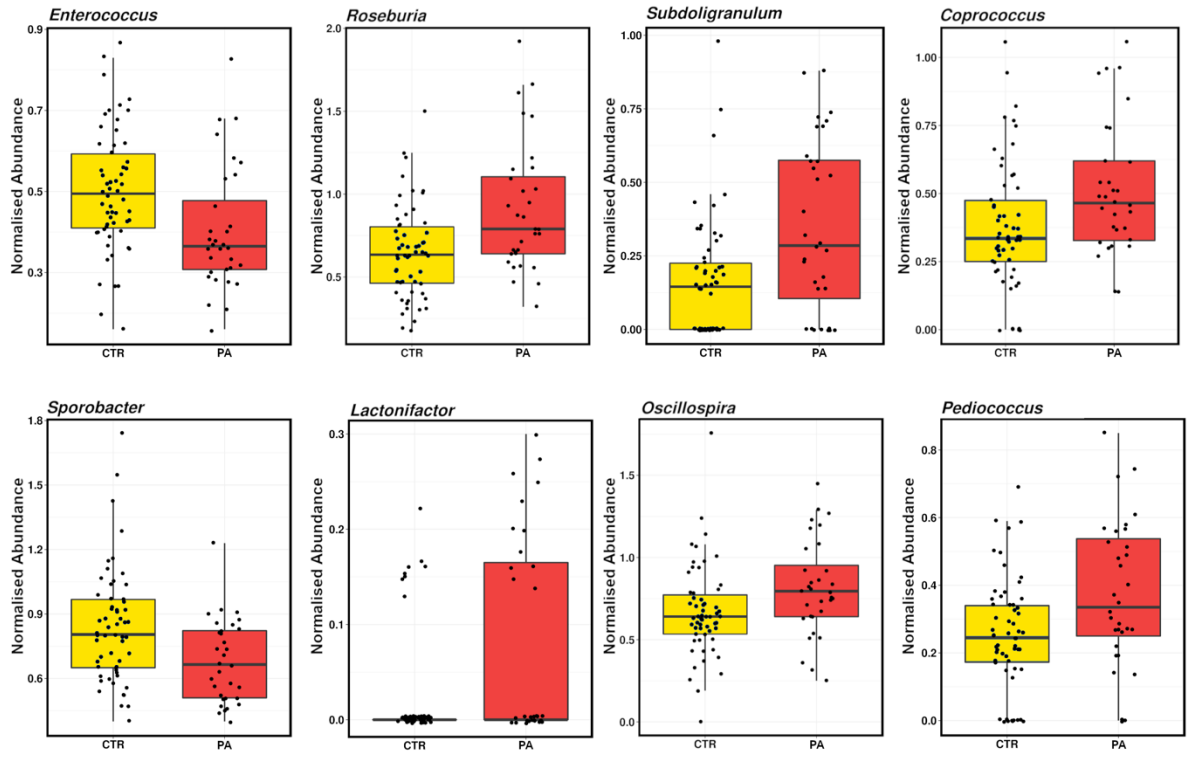 Enterococcus
Normalised Abundance
0.9
0.7
0.5
0.3
CTR PA
Roseburia
Normalised Abundance
2.0
1.5
1.0
0.5
CTR PA
Subdoligranulum
Normalised Abundance
1.00
0.75
0.50
0.25
0.00
CTR PA
Coprococcus
Normalised Abundance
1.00
0.75
0.50
0.25
0.00
CTR PA
Sporobacter
Normalised Abundance
1.8
1.5
1.2
0.9
0.6
CTR PA
Lactonifactor
Normalised Abundance
0.3
0.2
0.1
0.0
CTR PA
Oscillospira
Normalised Abundance
1.5
1.0
0.5
0.0
CTR PA
Pediococcus
Normalised Abundance
0.8
0.6
0.4
0.2
0.0
CTR PA